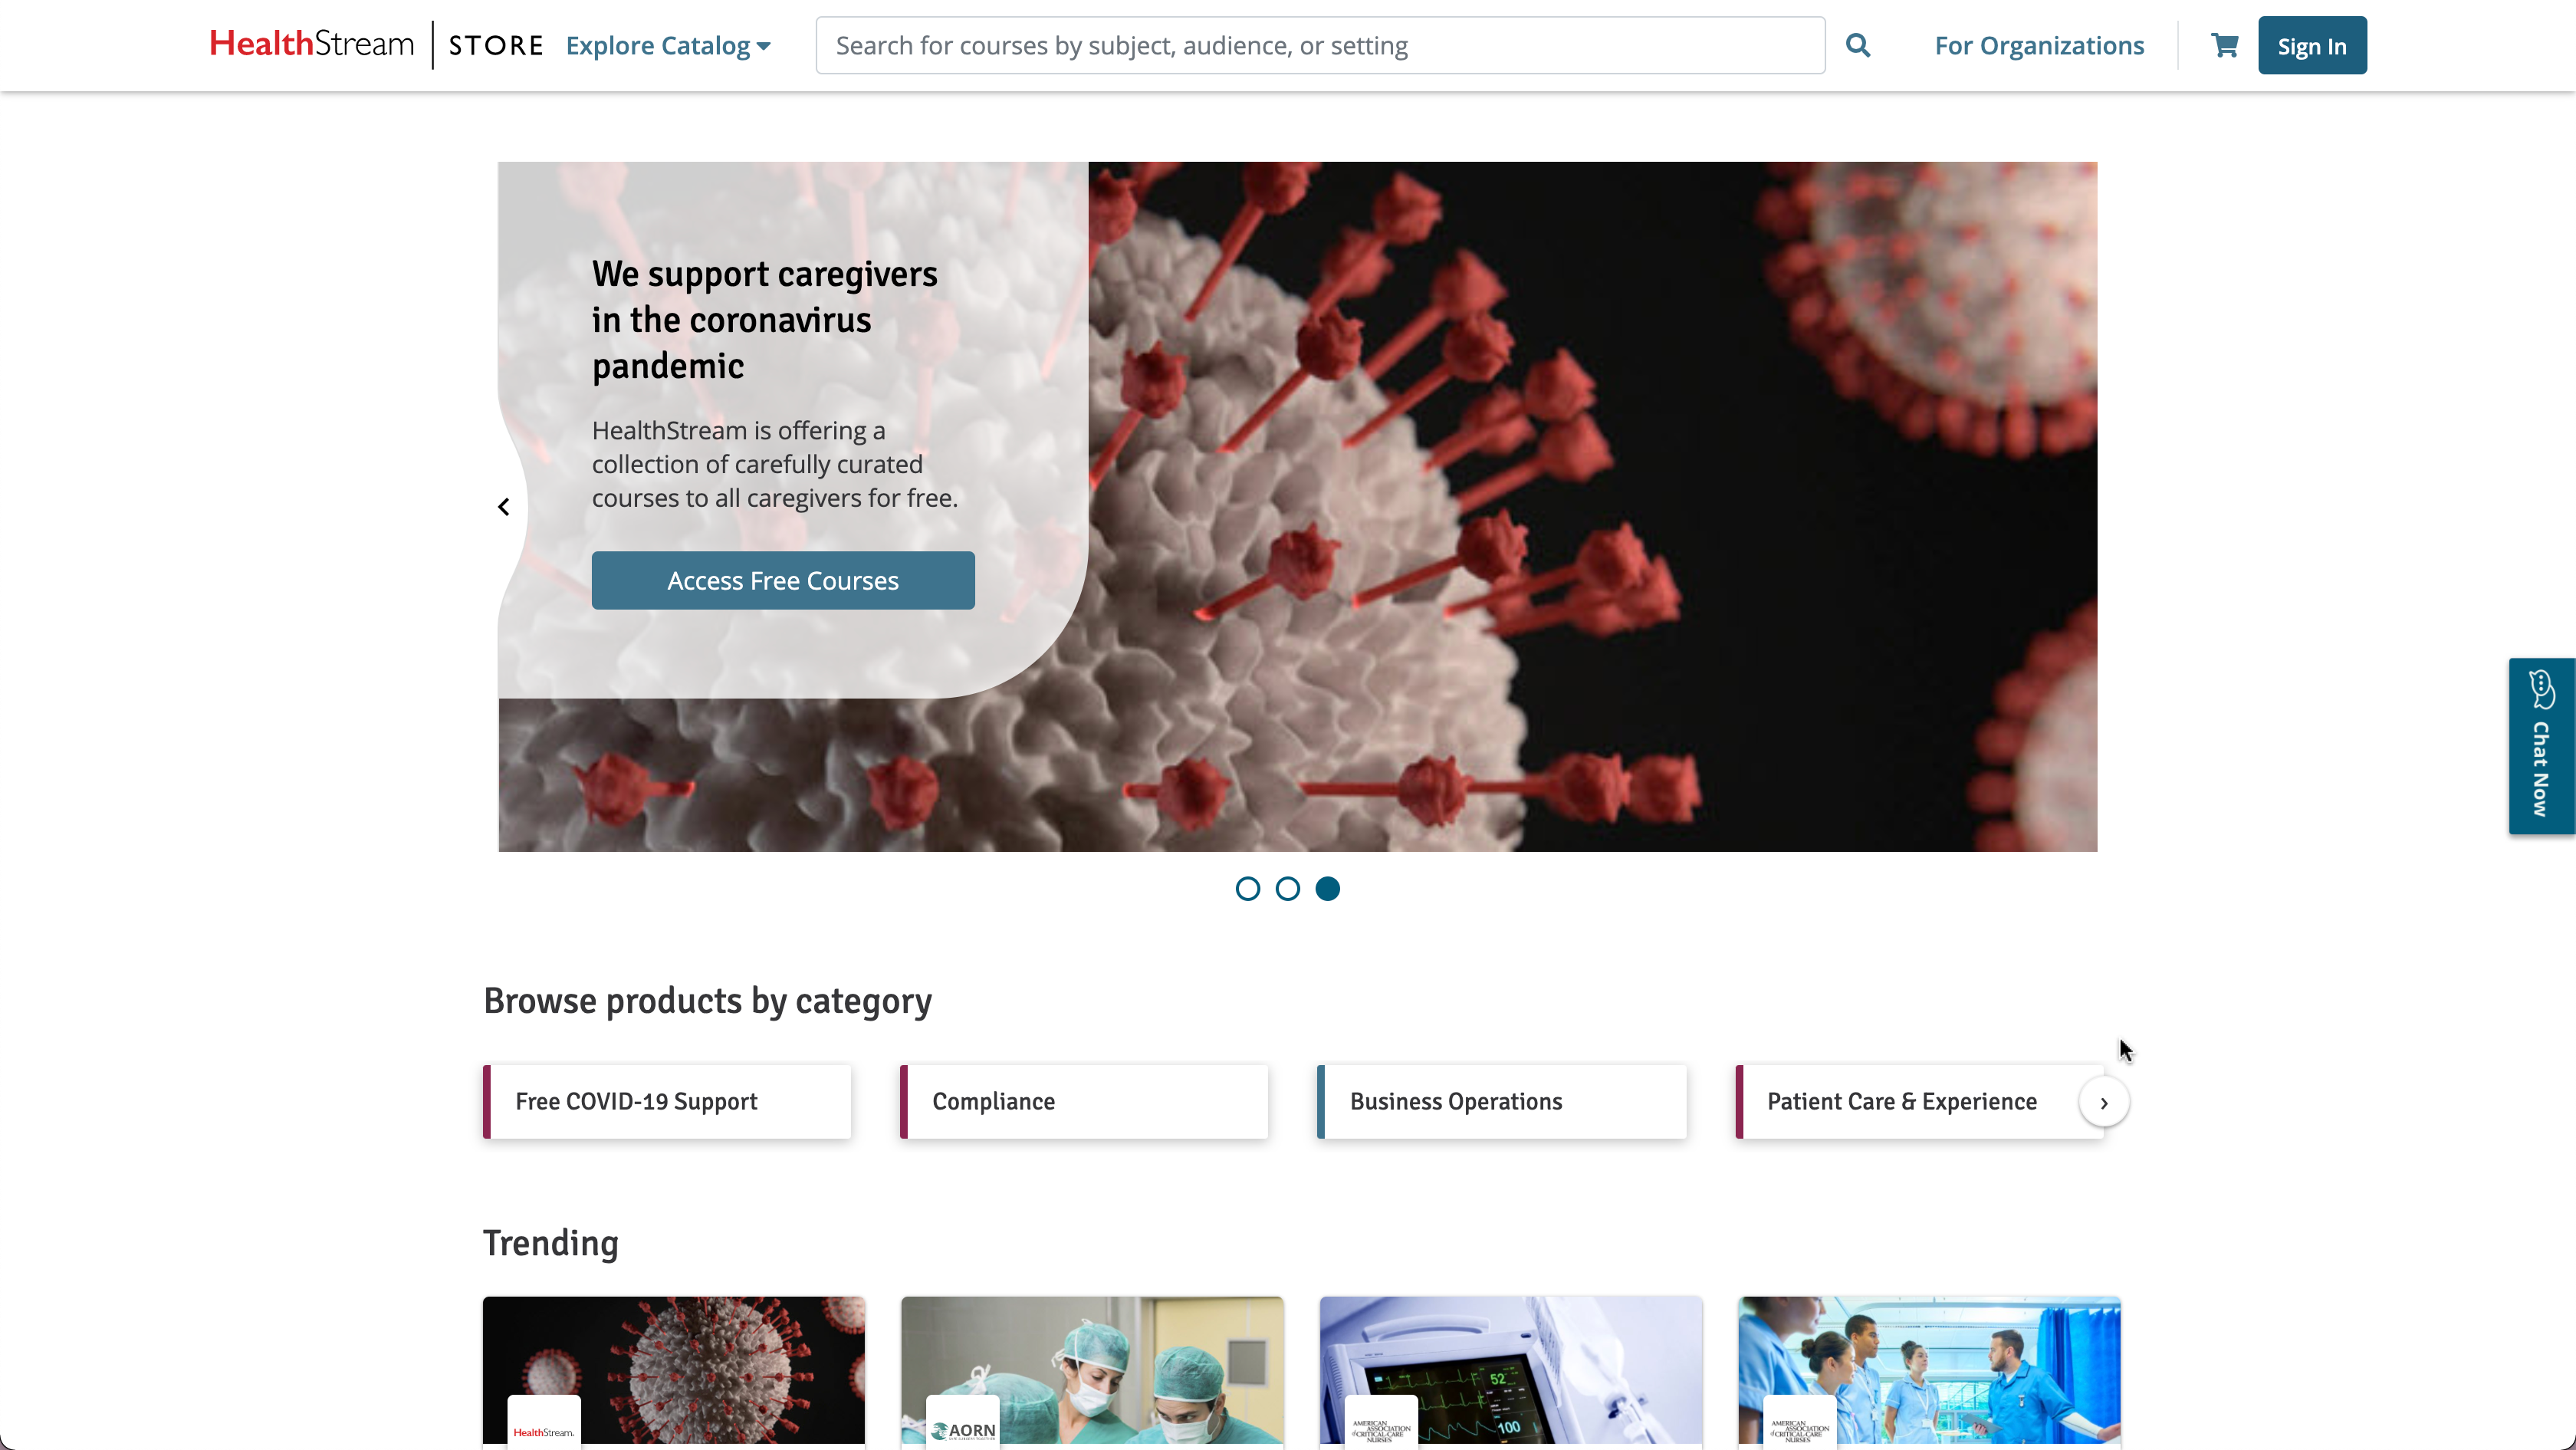 HealthStream | STORE
Explore Catalog
Search for courses by subject, audience, or setting
For Organizations
Sign In
We support caregivers
in the coronavirus
pandemic
HealthStream is offering a
collection of carefully curated
courses to all caregivers for free.
Access Free Courses
Chat Now
Browse products by category
Free COVID-19 Support
Compliance
Business Operations
Patient Care & Experience
Trending
HealthStream.
AORN
52
100
AMERICAN
ASSOCIATION
of CRITICAL-CARE
NURSES
AMERICAN
ASSOCIATION
of CRITICAL-CARE
NURSES